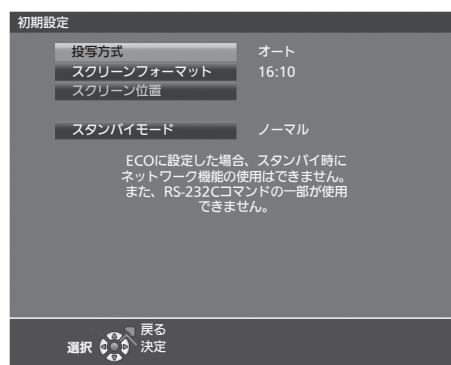 初期設定
投写方式 オート
スクリーンフォーマット 16:10
スクリーン位置
スタンバイモード ノーマル
ECOに設定した場合、スタンバイ時に
ネットワーク機能の使用はできません。
また、RS-232Cコマンドの一部が使用
できません。
戻る
選択 決定